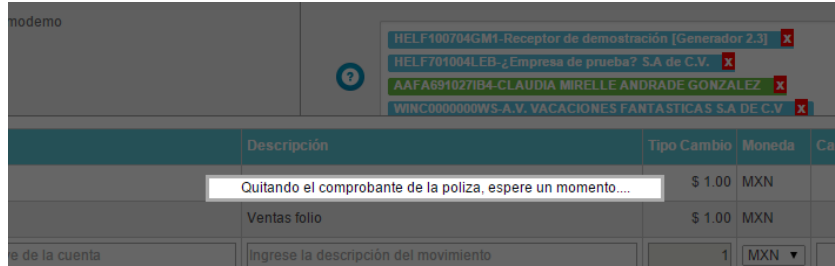 modemo
HELF100704GM1-Receptor de demostración [Generador 2.3] x
HELF701004LEB-¿Empresa de prueba? S.A de C.V. x
?
AAFA691027IB4-CLAUDIA MIRELLE ANDRADE GONZALEZ x
WINC0000000WS-A.V. VACACIONES FANTASTICAS S.A DE C.V x
Descripción Tipo Cambio Moneda Ca
Quitando el comprobante de la poliza, espere un momento.... $ 1.00 MXN
Ventas folio $ 1.00 MXN
e de la cuenta Ingrese la descripción del movimiento 1 MXN ▼